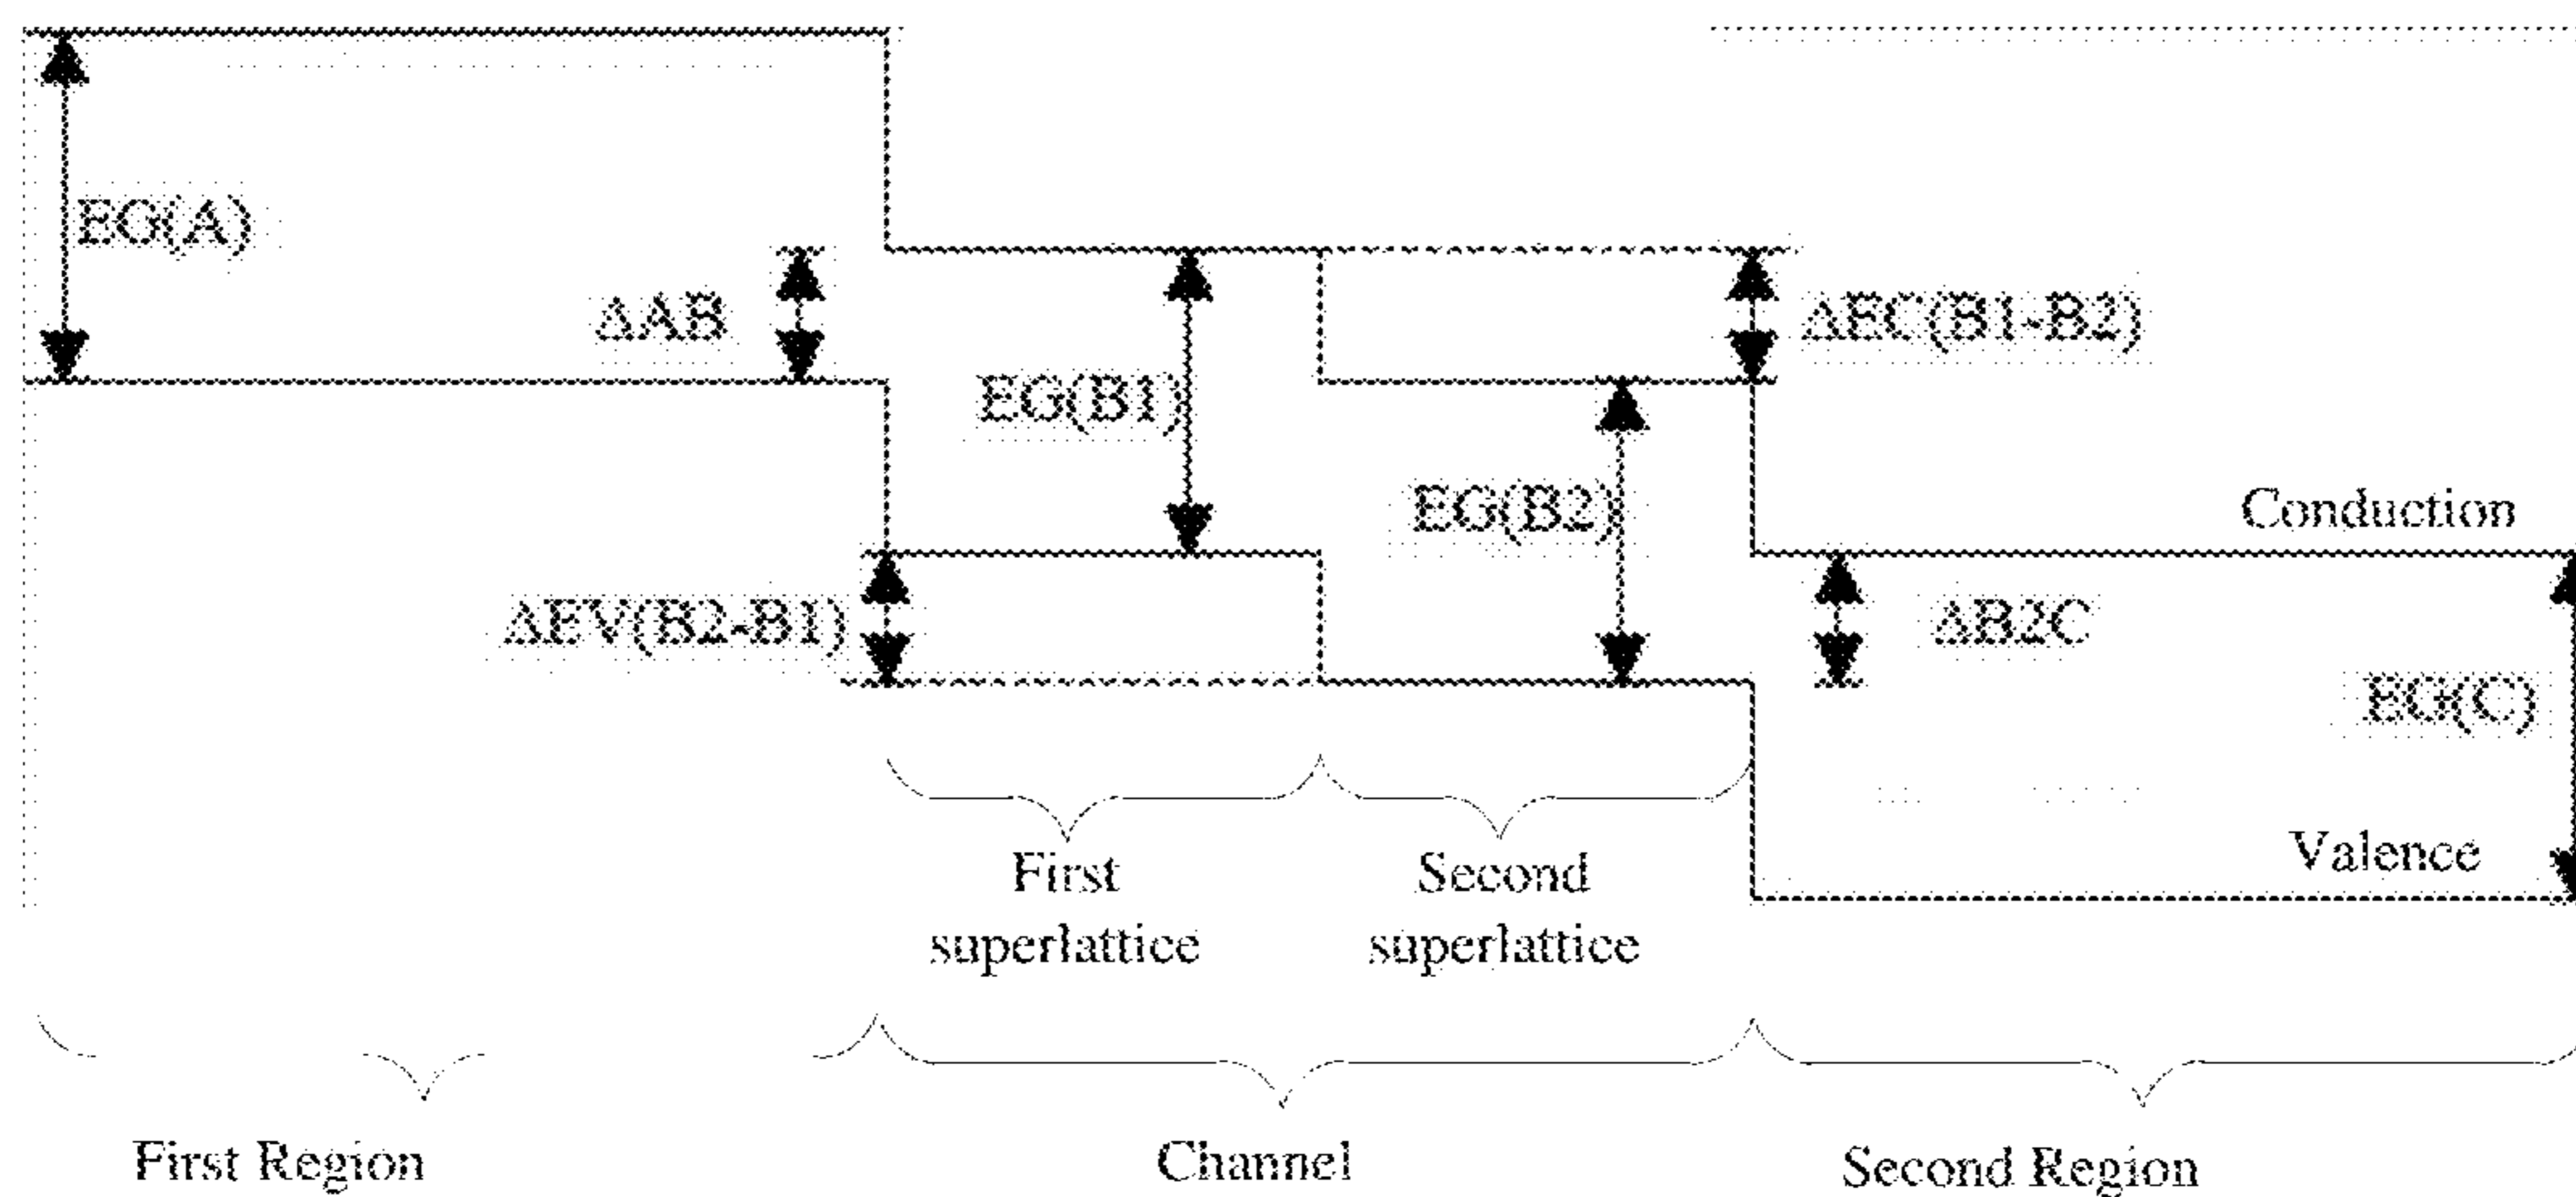 EG(A)
ΔAB
ΔEC(B1-B2)
EG(B1)
EG(B2)
Conduction
ΔEV(B2-B1)
ΔB2C
EG(C)
Valence
First
superlattice
Second
superlattice
First Region
Channel
Second Region